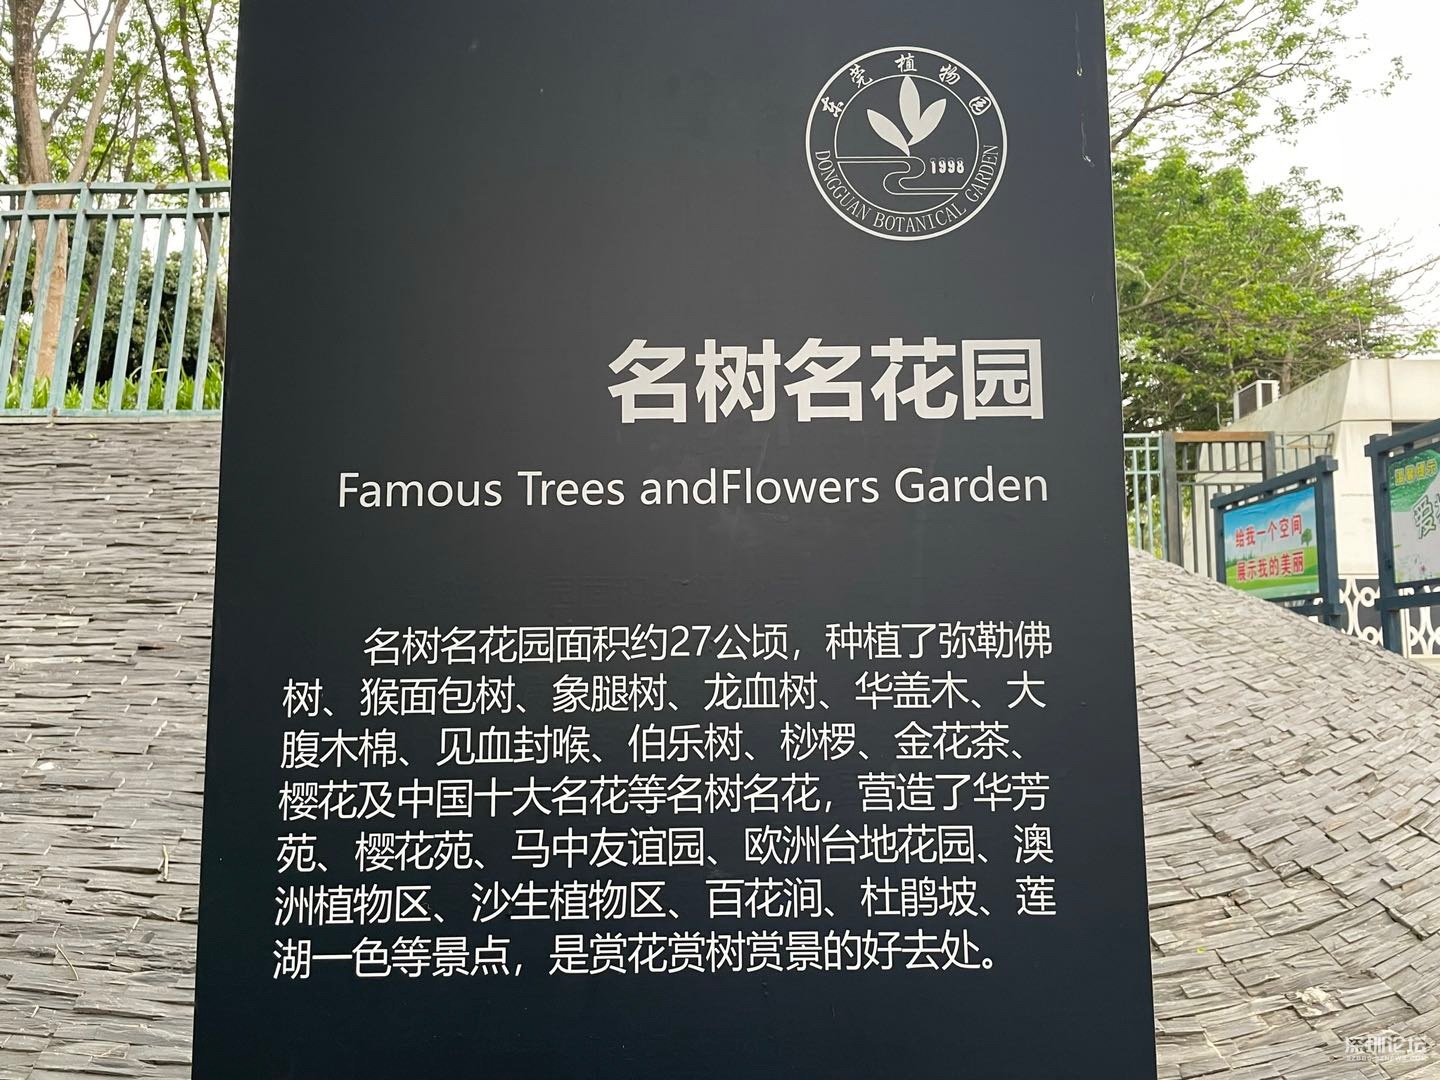 东莞植物园
1998
DONGGUAN BOTANICAL GARDEN
名树名花园
Famous Trees andFlowers Garden
名树名花园面积约27公顷，种植了弥勒佛
树、猴面包树、象腿树、龙血树、华盖木、大
腹木棉、见血封喉、伯乐树、桫椤、金花茶、
樱花及中国十大名花等名树名花，营造了华芳
苑、樱花苑、马中友谊园、欧洲台地花园、澳
洲植物区、沙生植物区、百花涧、杜鹃坡、莲
湖一色等景点，是赏花赏树赏景的好去处。
给我一个空间
展示我的美丽
温馨提示
爱
深圳论坛